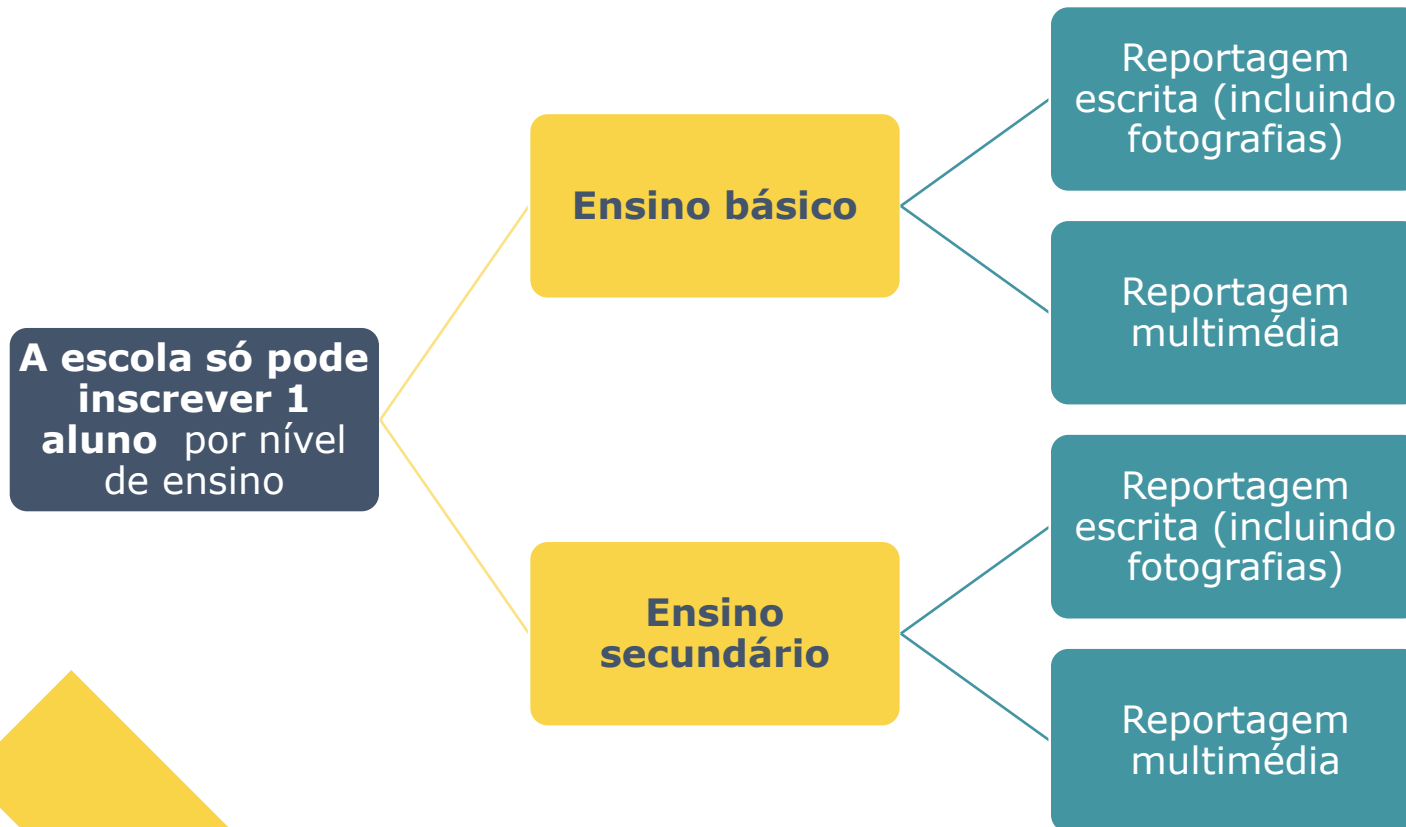 A escola só pode
inscrever 1
aluno por nível
de ensino
Ensino básico
Reportagem
escrita (incluindo
fotografias)
Reportagem
multimédia
Ensino
secundário
Reportagem
escrita (incluindo
fotografias)
Reportagem
multimédia